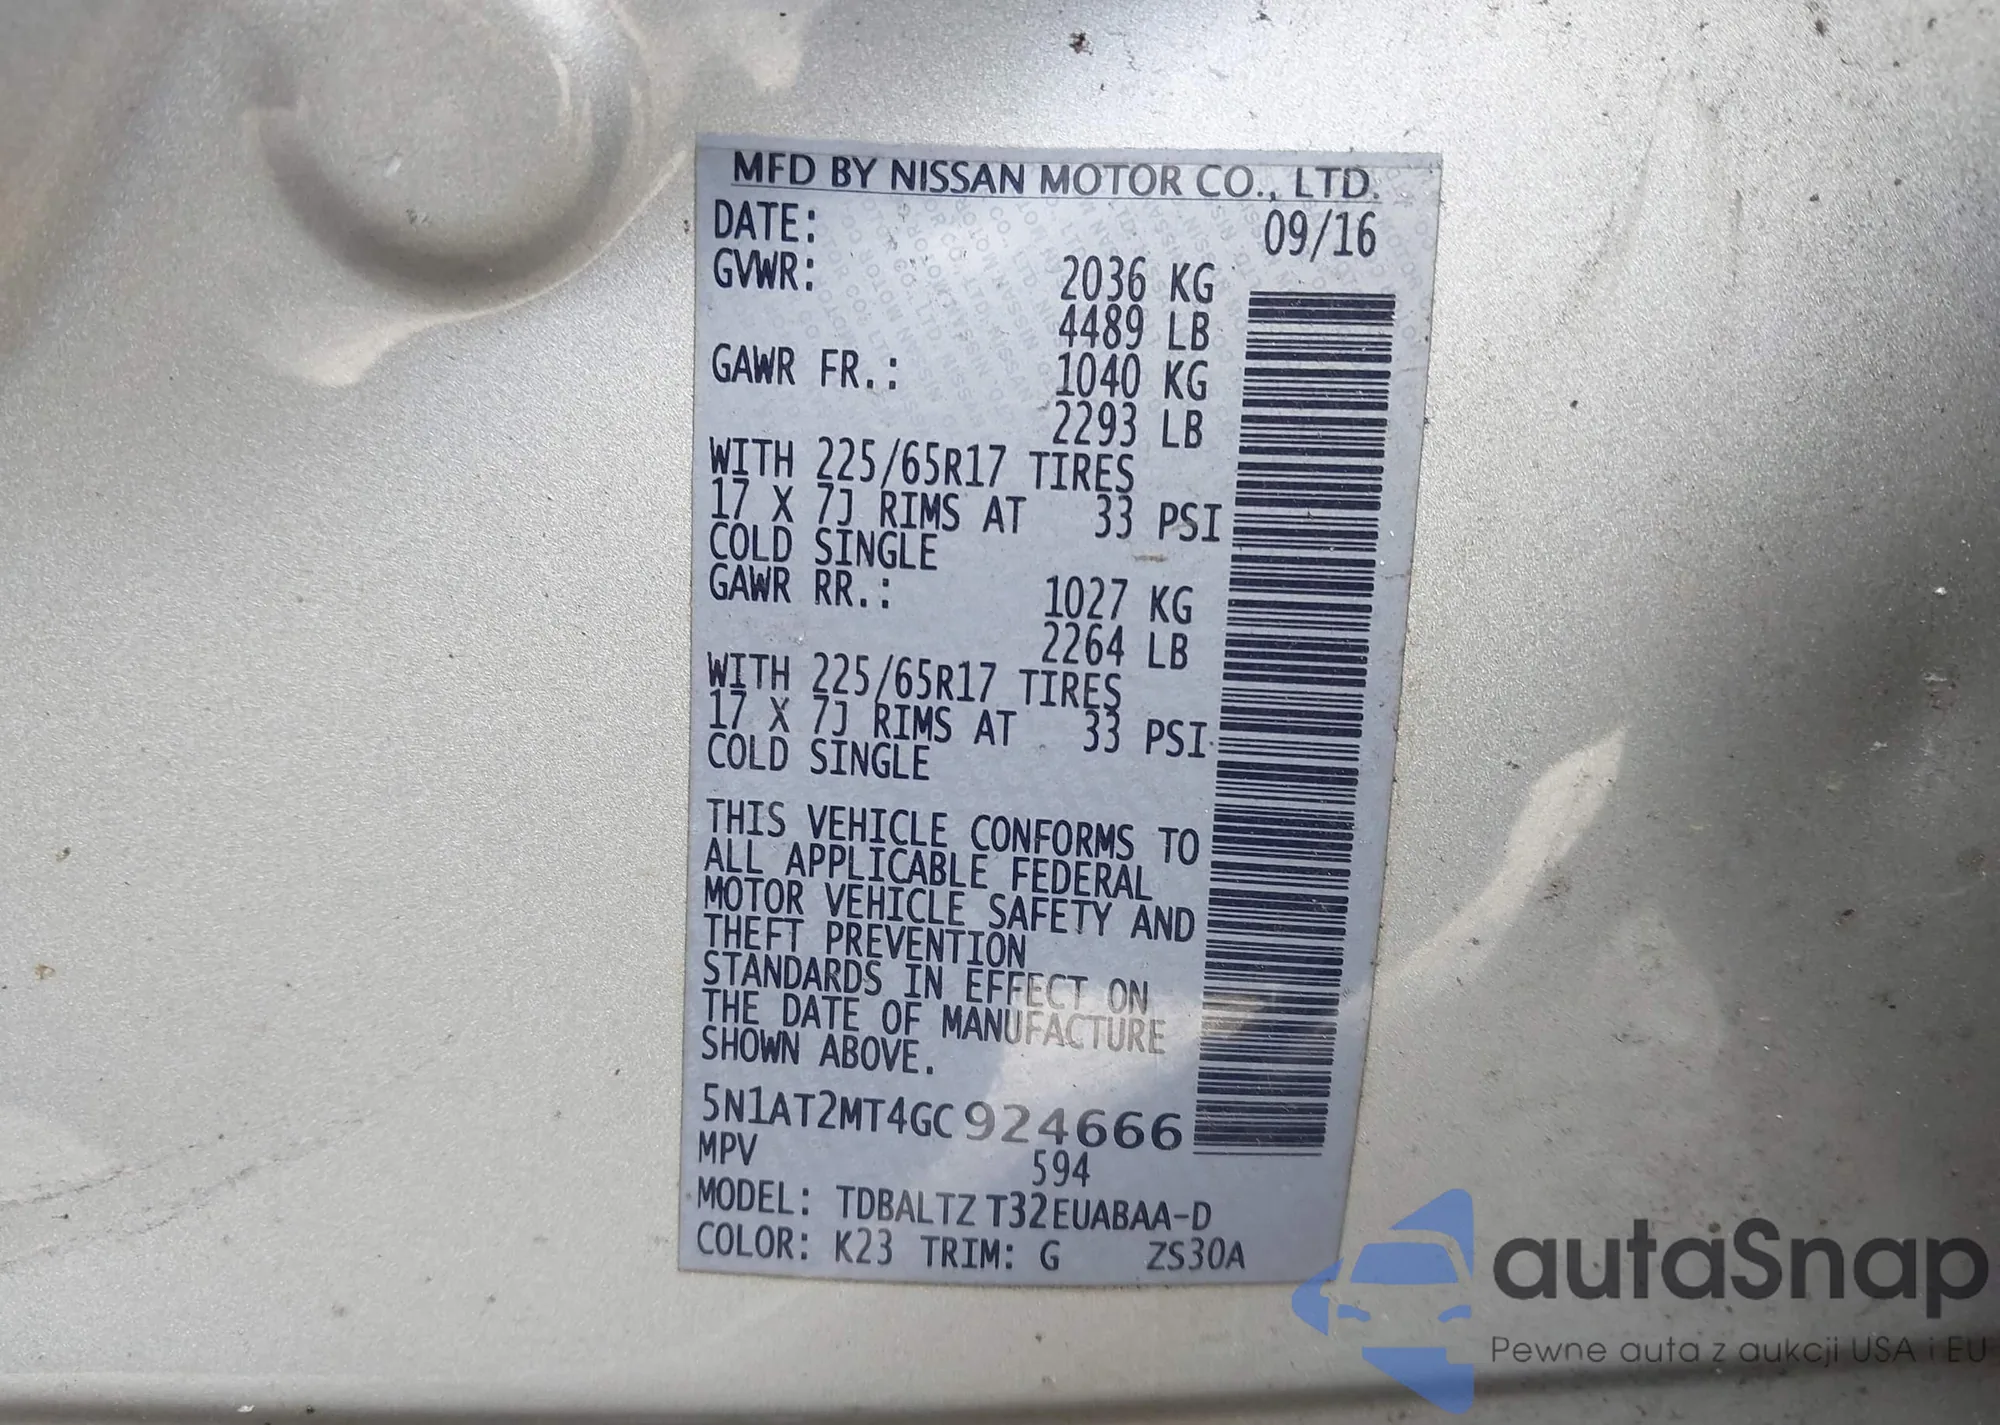 MFD BY NISSAN MOTOR CO., LTD.
DATE: 09/16
GVWR: 2036 KG
4489 LB
GAWR FR.: 1040 KG
2293 LB
WITH 225/65R17 TIRES
17 X 7J RIMS AT 33 PSI
COLD SINGLE
GAWR RR.: 1027 KG
2264 LB
WITH 225/65R17 TIRES
17 X 7J RIMS AT 33 PSI
COLD SINGLE
THIS VEHICLE CONFORMS TO
ALL APPLICABLE FEDERAL
MOTOR VEHICLE SAFETY AND
THEFT PREVENTION
STANDARDS IN EFFECT ON
THE DATE OF MANUFACTURE
SHOWN ABOVE.
5N1AT2MT4GC924666
MPV 594
MODEL: TDBALTZ T32EUABAA-D
COLOR: K23 TRIM: G ZS30A
autoSnap
Pewne auta z aukcji USA i EU